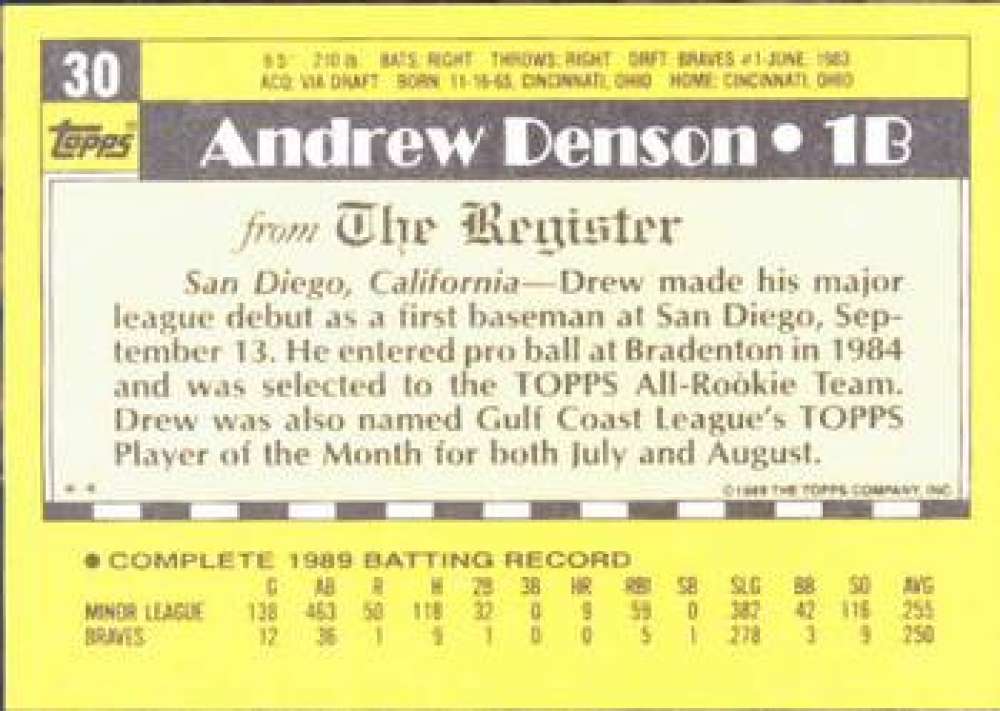 30
6'5" 210 lb. BATS: RIGHT THROWS: RIGHT DRFT: BRAVES #1-JUNE, 1983
ACQ: VIA DRAFT BORN: 11-16-65, CINCINNATI, OHIO HOME: CINCINNATI, OHIO
TOPPS
Andrew Denson • 1B
from The Register
San Diego, California—Drew made his major
league debut as a first baseman at San Diego, Sep-
tember 13. He entered pro ball at Bradenton in 1984
and was selected to the TOPPS All-Rookie Team.
Drew was also named Gulf Coast League's TOPPS
Player of the Month for both July and August.
* * ©1989 THE TOPPS COMPANY, INC.
● COMPLETE 1989 BATTING RECORD
G AB R H 2B 3B HR RBI SB SLG BB SO AVG
MINOR LEAGUE 138 463 50 118 32 0 9 59 0 .382 42 116 .255
BRAVES 12 36 1 9 1 0 0 5 1 .278 3 9 .250